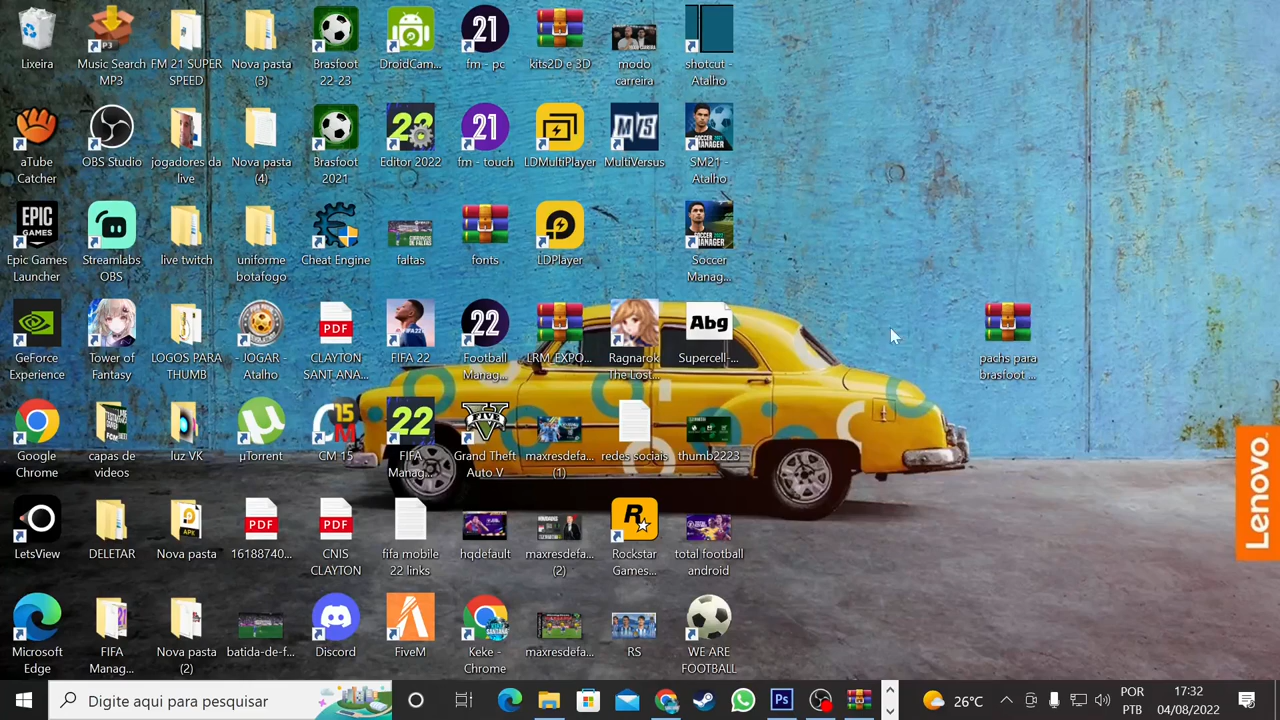 Lixeira
Music Search
MP3
FM 21 SUPER
SPEED
Nova pasta
(3)
Brasfoot
22-23
DroidCam...
fm - pc
kits2D e 3D
modo
carreira
shotcut -
Atalho
aTube
Catcher
OBS Studio
jogadores da
live
Nova pasta
(4)
Brasfoot
2021
Editor 2022
fm - touch
LDMultiPlayer
MultiVersus
SM21 -
Atalho
Epic Games
Launcher
Streamlabs
OBS
live twitch
uniforme
botafogo
Cheat Engine
faltas
fonts
LDPlayer
Soccer
Manag...
GeForce
Experience
Tower of
Fantasy
LOGOS PARA
THUMB
- JOGAR -
Atalho
CLAYTON
SANT ANA...
FIFA 22
Football
Manag...
LRM_EXPO...
Ragnarok
The Lost...
Supercell-...
pachs para
brasfoot ...
Google
Chrome
capas de
videos
luz VK
µTorrent
CM 15
FIFA
Manag...
Grand Theft
Auto V
maxresdefa...
(1)
redes sociais
thumb2223
LetsView
DELETAR
Nova pasta
16188740...
CNIS
CLAYTON
fifa mobile
22 links
hqdefault
maxresdefa...
(2)
Rockstar
Games...
total football
android
Lenovo
Microsoft
Edge
FIFA
Manag...
Nova pasta
(2)
batida-de-f...
Discord
FiveM
Keke -
Chrome
maxresdefa...
RS
WE ARE
FOOTBALL
Digite aqui para pesquisar
26°C
POR
PTB
17:32
04/08/2022